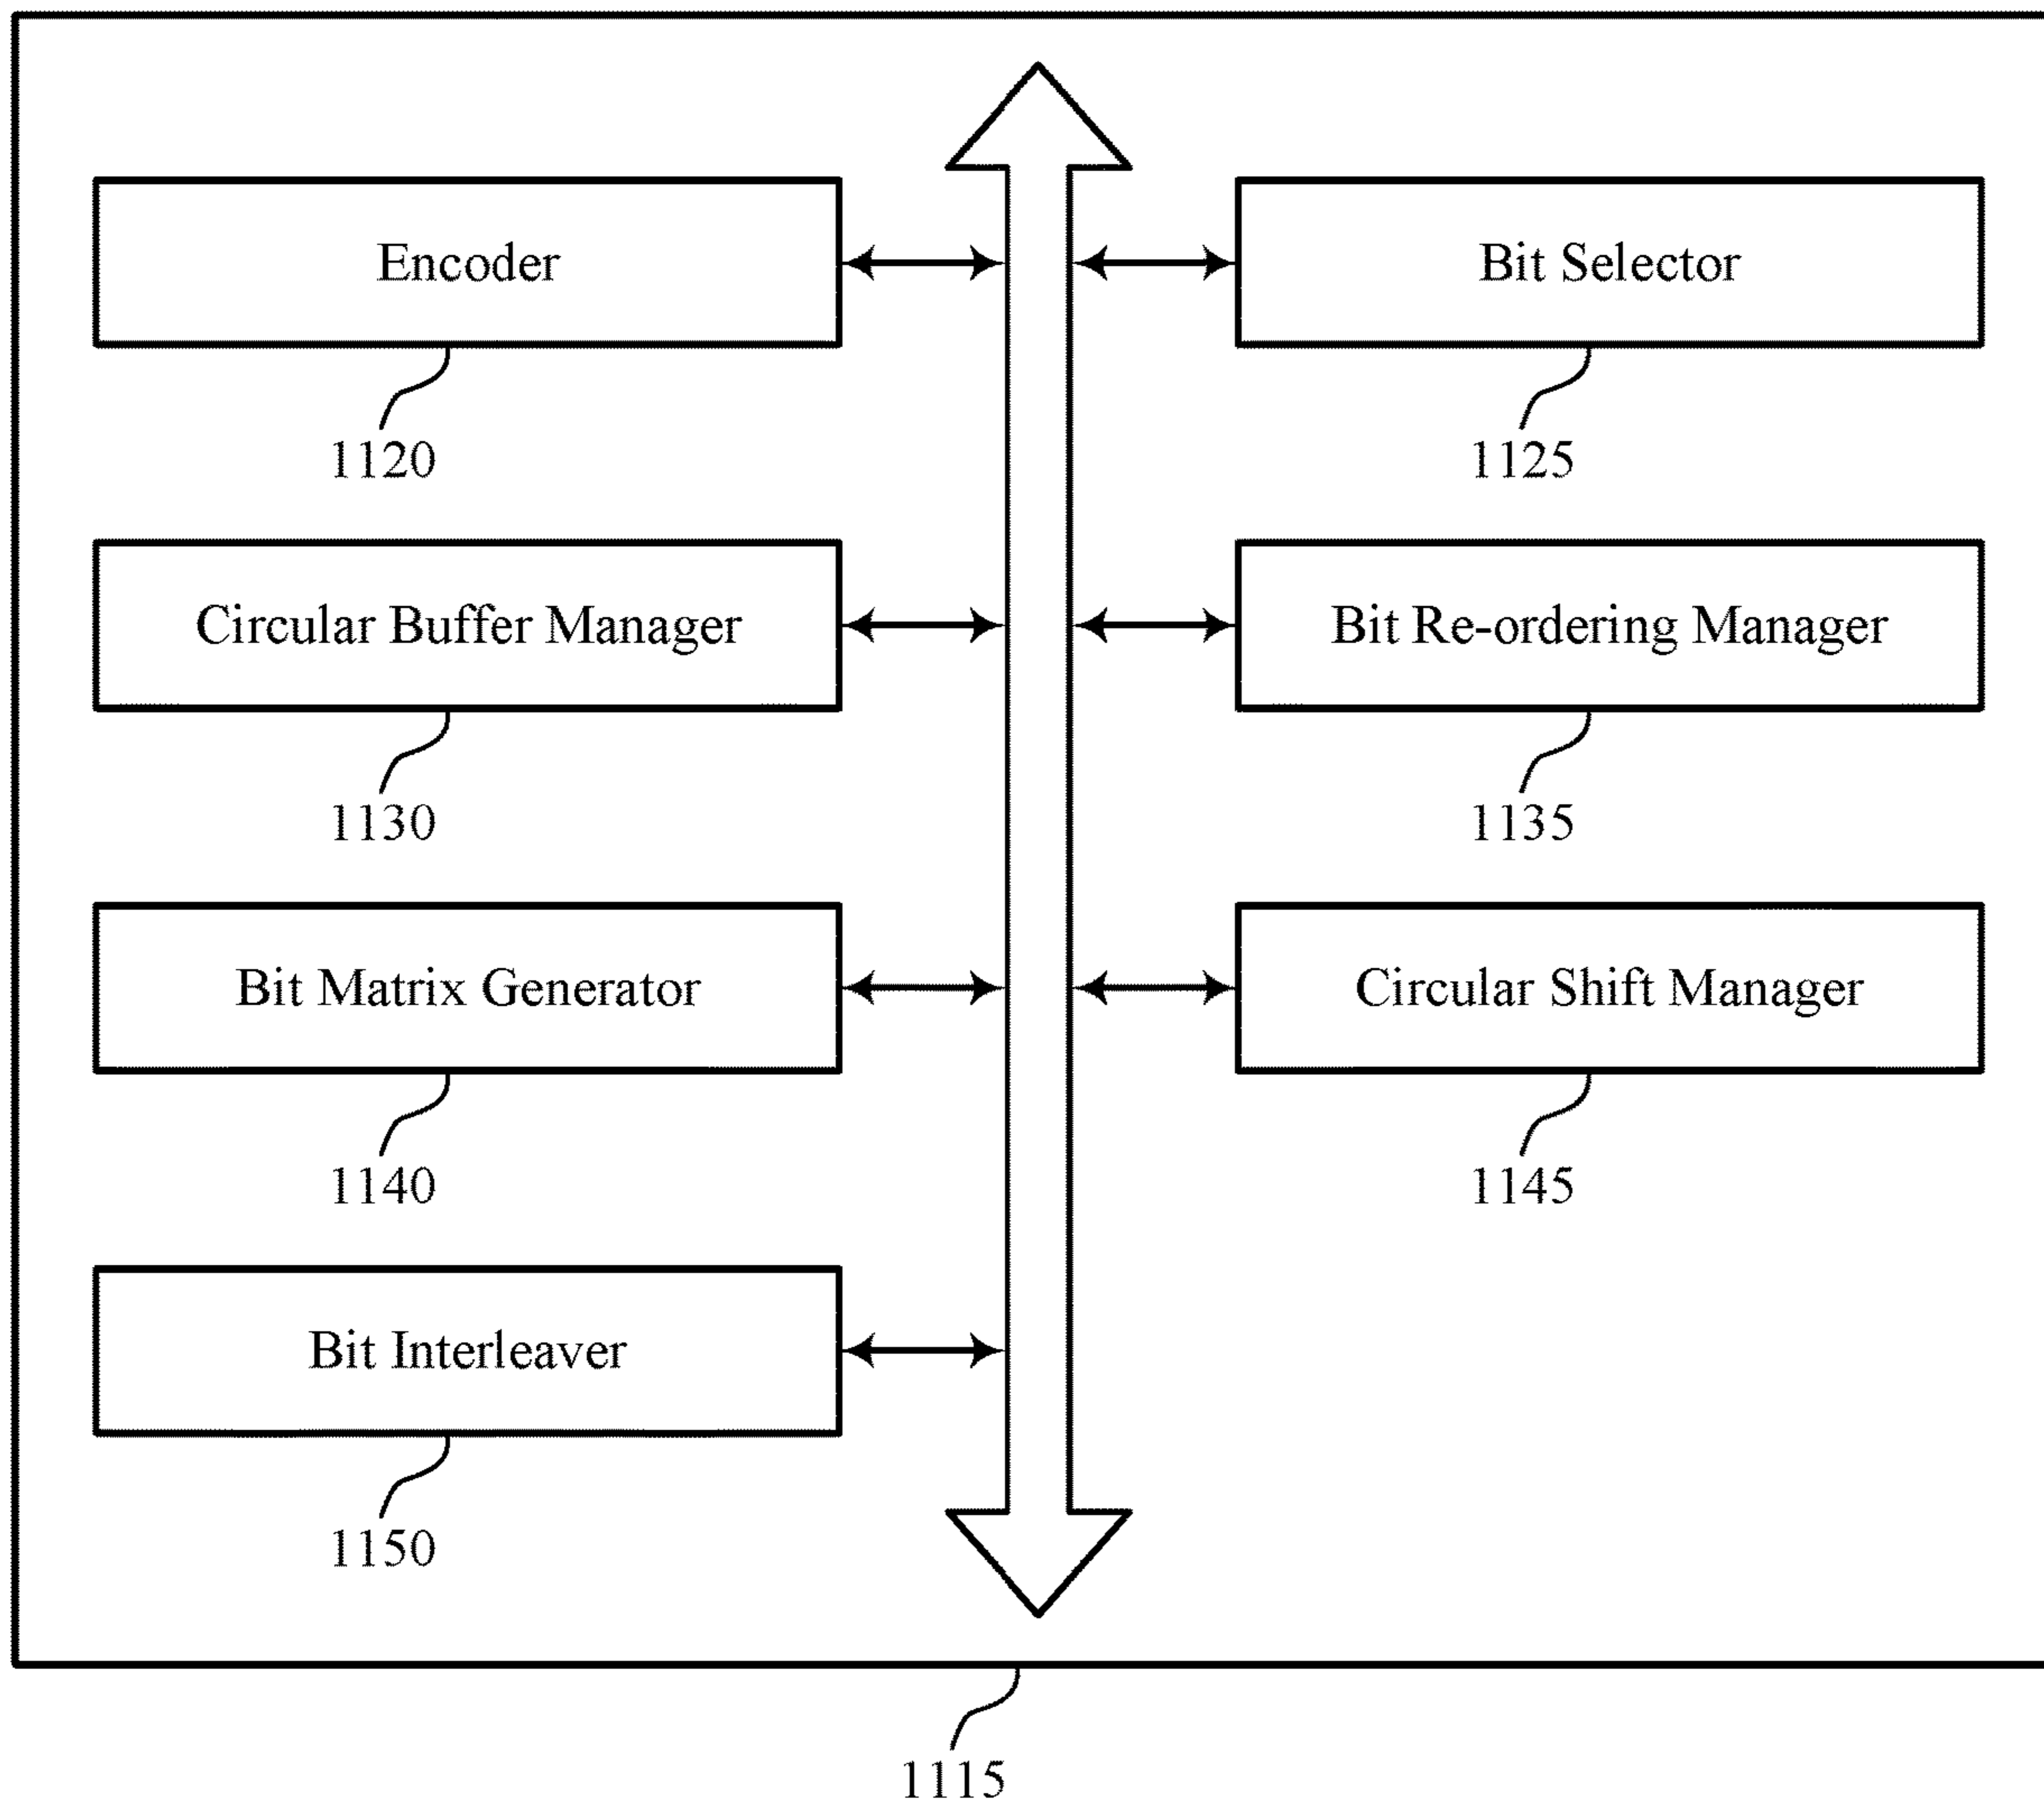 Encoder
Bit Selector
1120
1125
Circular Buffer Manager
Bit Re-ordering Manager
1130
1135
Bit Matrix Generator
Circular Shift Manager
1140
1145
Bit Interleaver
1150
1115